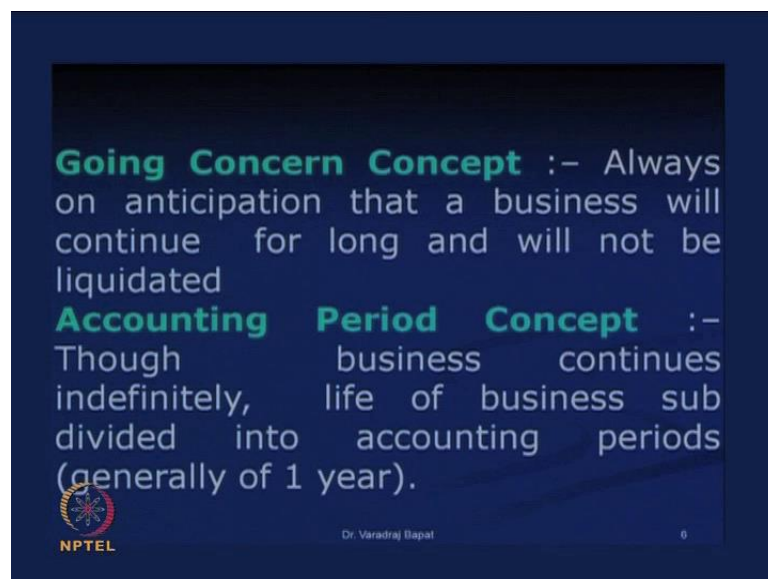 Going Concern Concept :– Always
on anticipation that a business will
continue for long and will not be
liquidated
Accounting Period Concept :–
Though business continues
indefinitely, life of business sub
divided into accounting periods
(generally of 1 year).
NPTEL
Dr. Varadraj Bapat
6